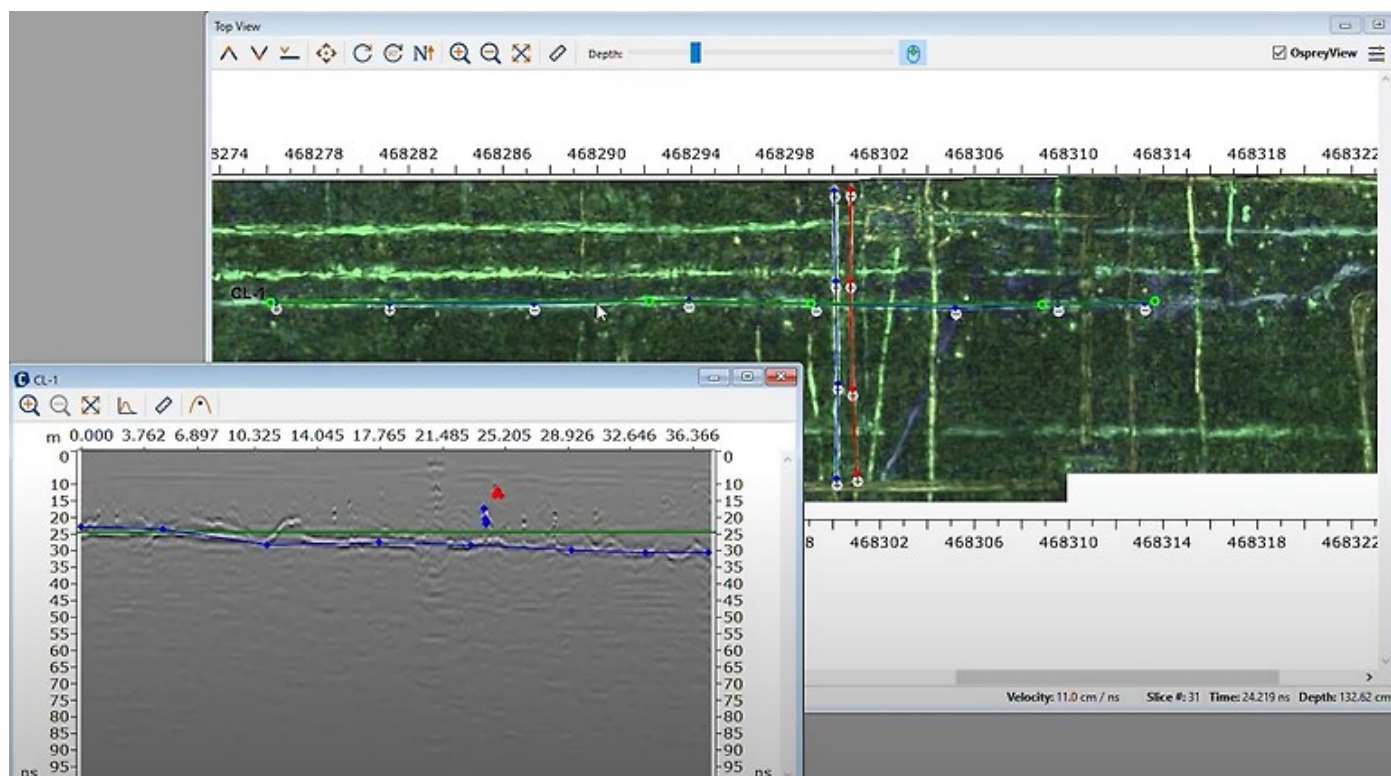 Top View
N Depth: OspreyView
8274 468278 468282 468286 468290 468294 468298 468302 468306 468310 468314 468318 468322
CL-1
CL-1
m 0.000 3.762 6.897 10.325 14.045 17.765 21.485 25.205 28.926 32.646 36.366
0 0
10 10
15 15
20 20
25 25
30 30
35 35
40 40
45 45
50 50
55 55
60 60
65 65
70 70
75 75
80 80
85 85
90 90
95 95
ns ns
8 468302 468306 468310 468314 468318 468322
Velocity: 11.0 cm / ns Slice #: 31 Time: 24.219 ns Depth: 132.62 cm